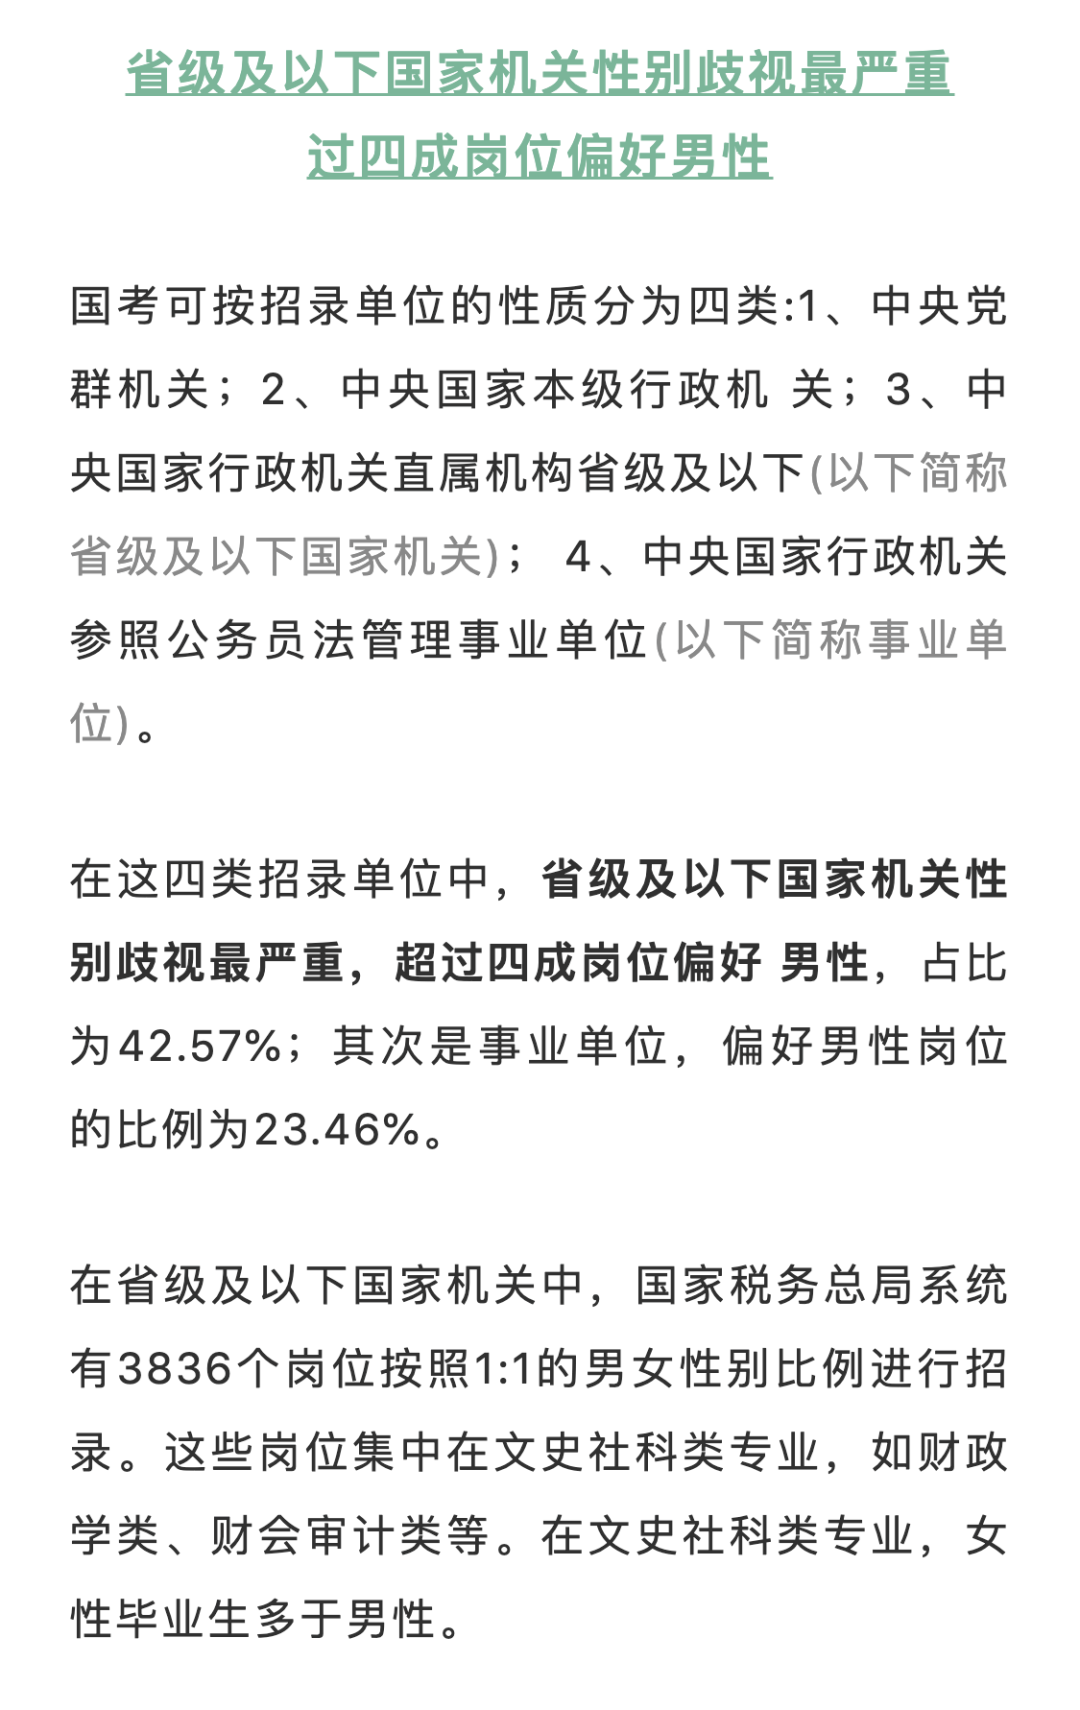 省级及以下国家机关性别歧视最严重
过四成岗位偏好男性
国考可按招录单位的性质分为四类:1、中央党
群机关；2、中央国家本级行政机 关；3、中
央国家行政机关直属机构省级及以下(以下简称
省级及以下国家机关)； 4、中央国家行政机关
参照公务员法管理事业单位(以下简称事业单
位)。
在这四类招录单位中，省级及以下国家机关性
别歧视最严重，超过四成岗位偏好 男性，占比
为42.57%；其次是事业单位，偏好男性岗位
的比例为23.46%。
在省级及以下国家机关中，国家税务总局系统
有3836个岗位按照1:1的男女性别比例进行招
录。这些岗位集中在文史社科类专业，如财政
学类、财会审计类等。在文史社科类专业，女
性毕业生多于男性。